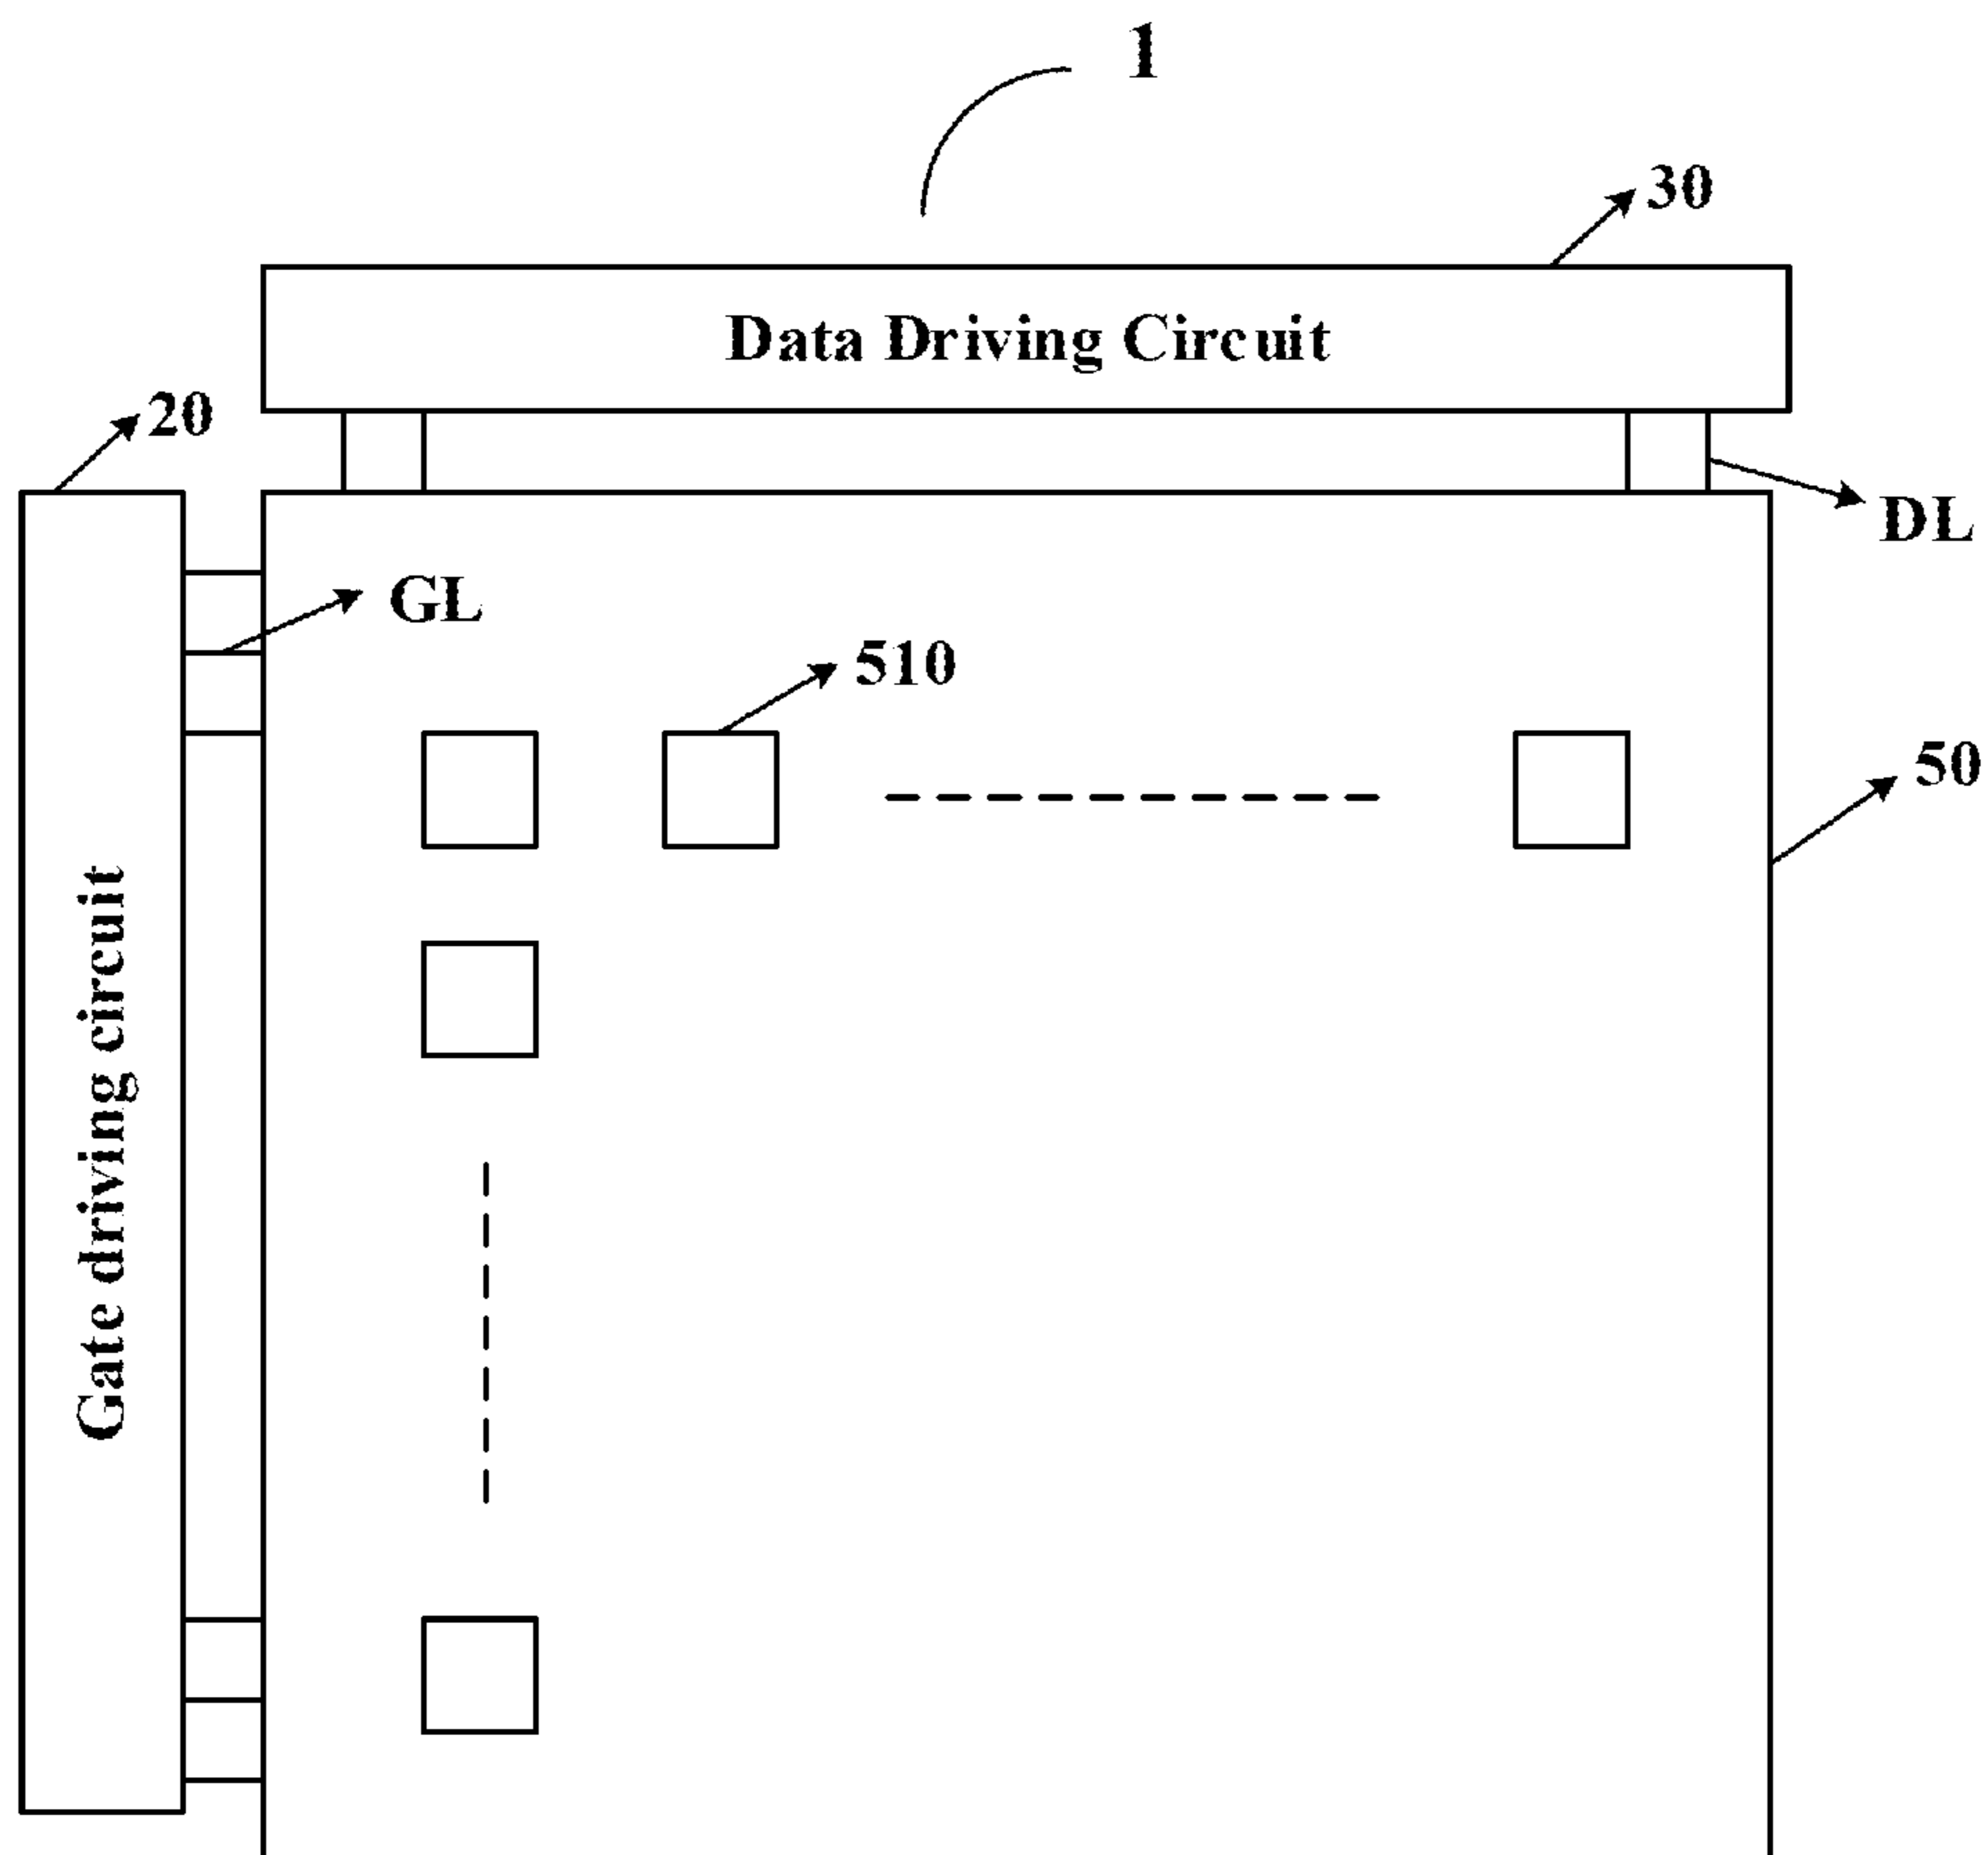 1
30
Data Driving Circuit
20
DL
GL
510
50
Gate driving circuit